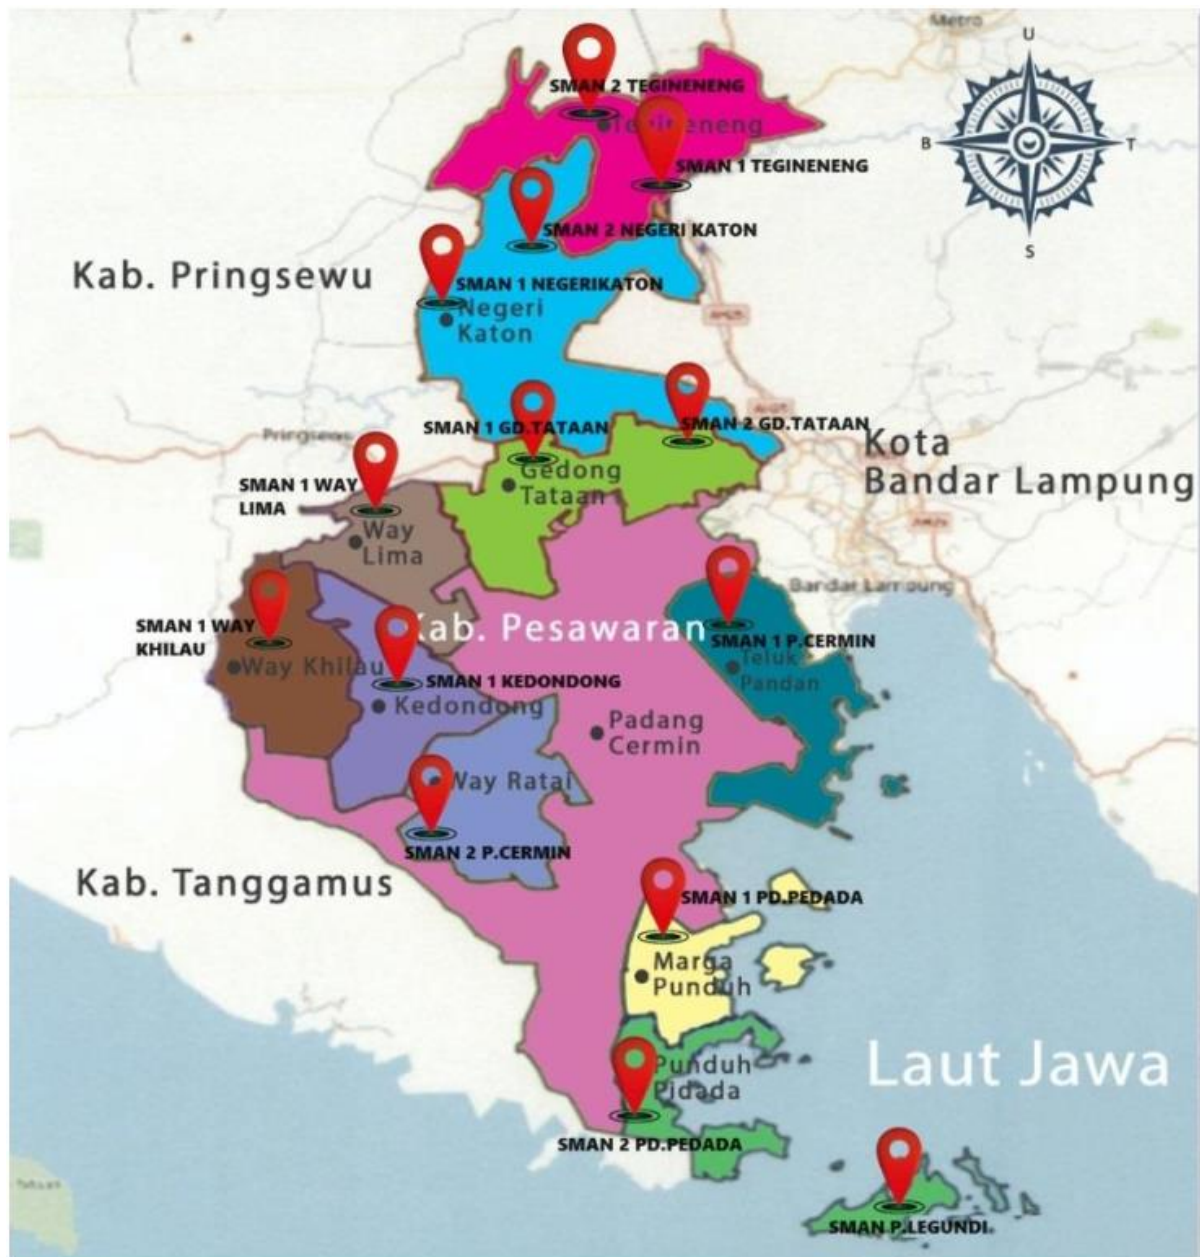 Metro
U
SMAN 2 TEGINENENG
B
T
SMAN 1 TEGINENENG
SMAN 2 NEGERI KATON
S
Kab. Pringsewu
SMAN 1 NEGERIKATON
Negeri
Katon
SMAN 1 GD.TATAAN
SMAN 2 GD.TATAAN
Kota
Bandar Lampung
Gedong
Tataan
SMAN 1 WAY
LIMA
Way
Lima
Bandar Lampung
SMAN 1 WAY
KHILAU
Kab. Pesawaran
SMAN 1 P.CERMIN
Teluk
Pandan
Way Khilau
SMAN 1 KEDONDONG
Kedondong
Padang
Cermin
Way Ratai
SMAN 2 P.CERMIN
Kab. Tanggamus
SMAN 1 PD.PEDADA
Marga
Punduh
Laut Jawa
Punduh
Pidada
SMAN 2 PD.PEDADA
SMAN P.LEGUNDI